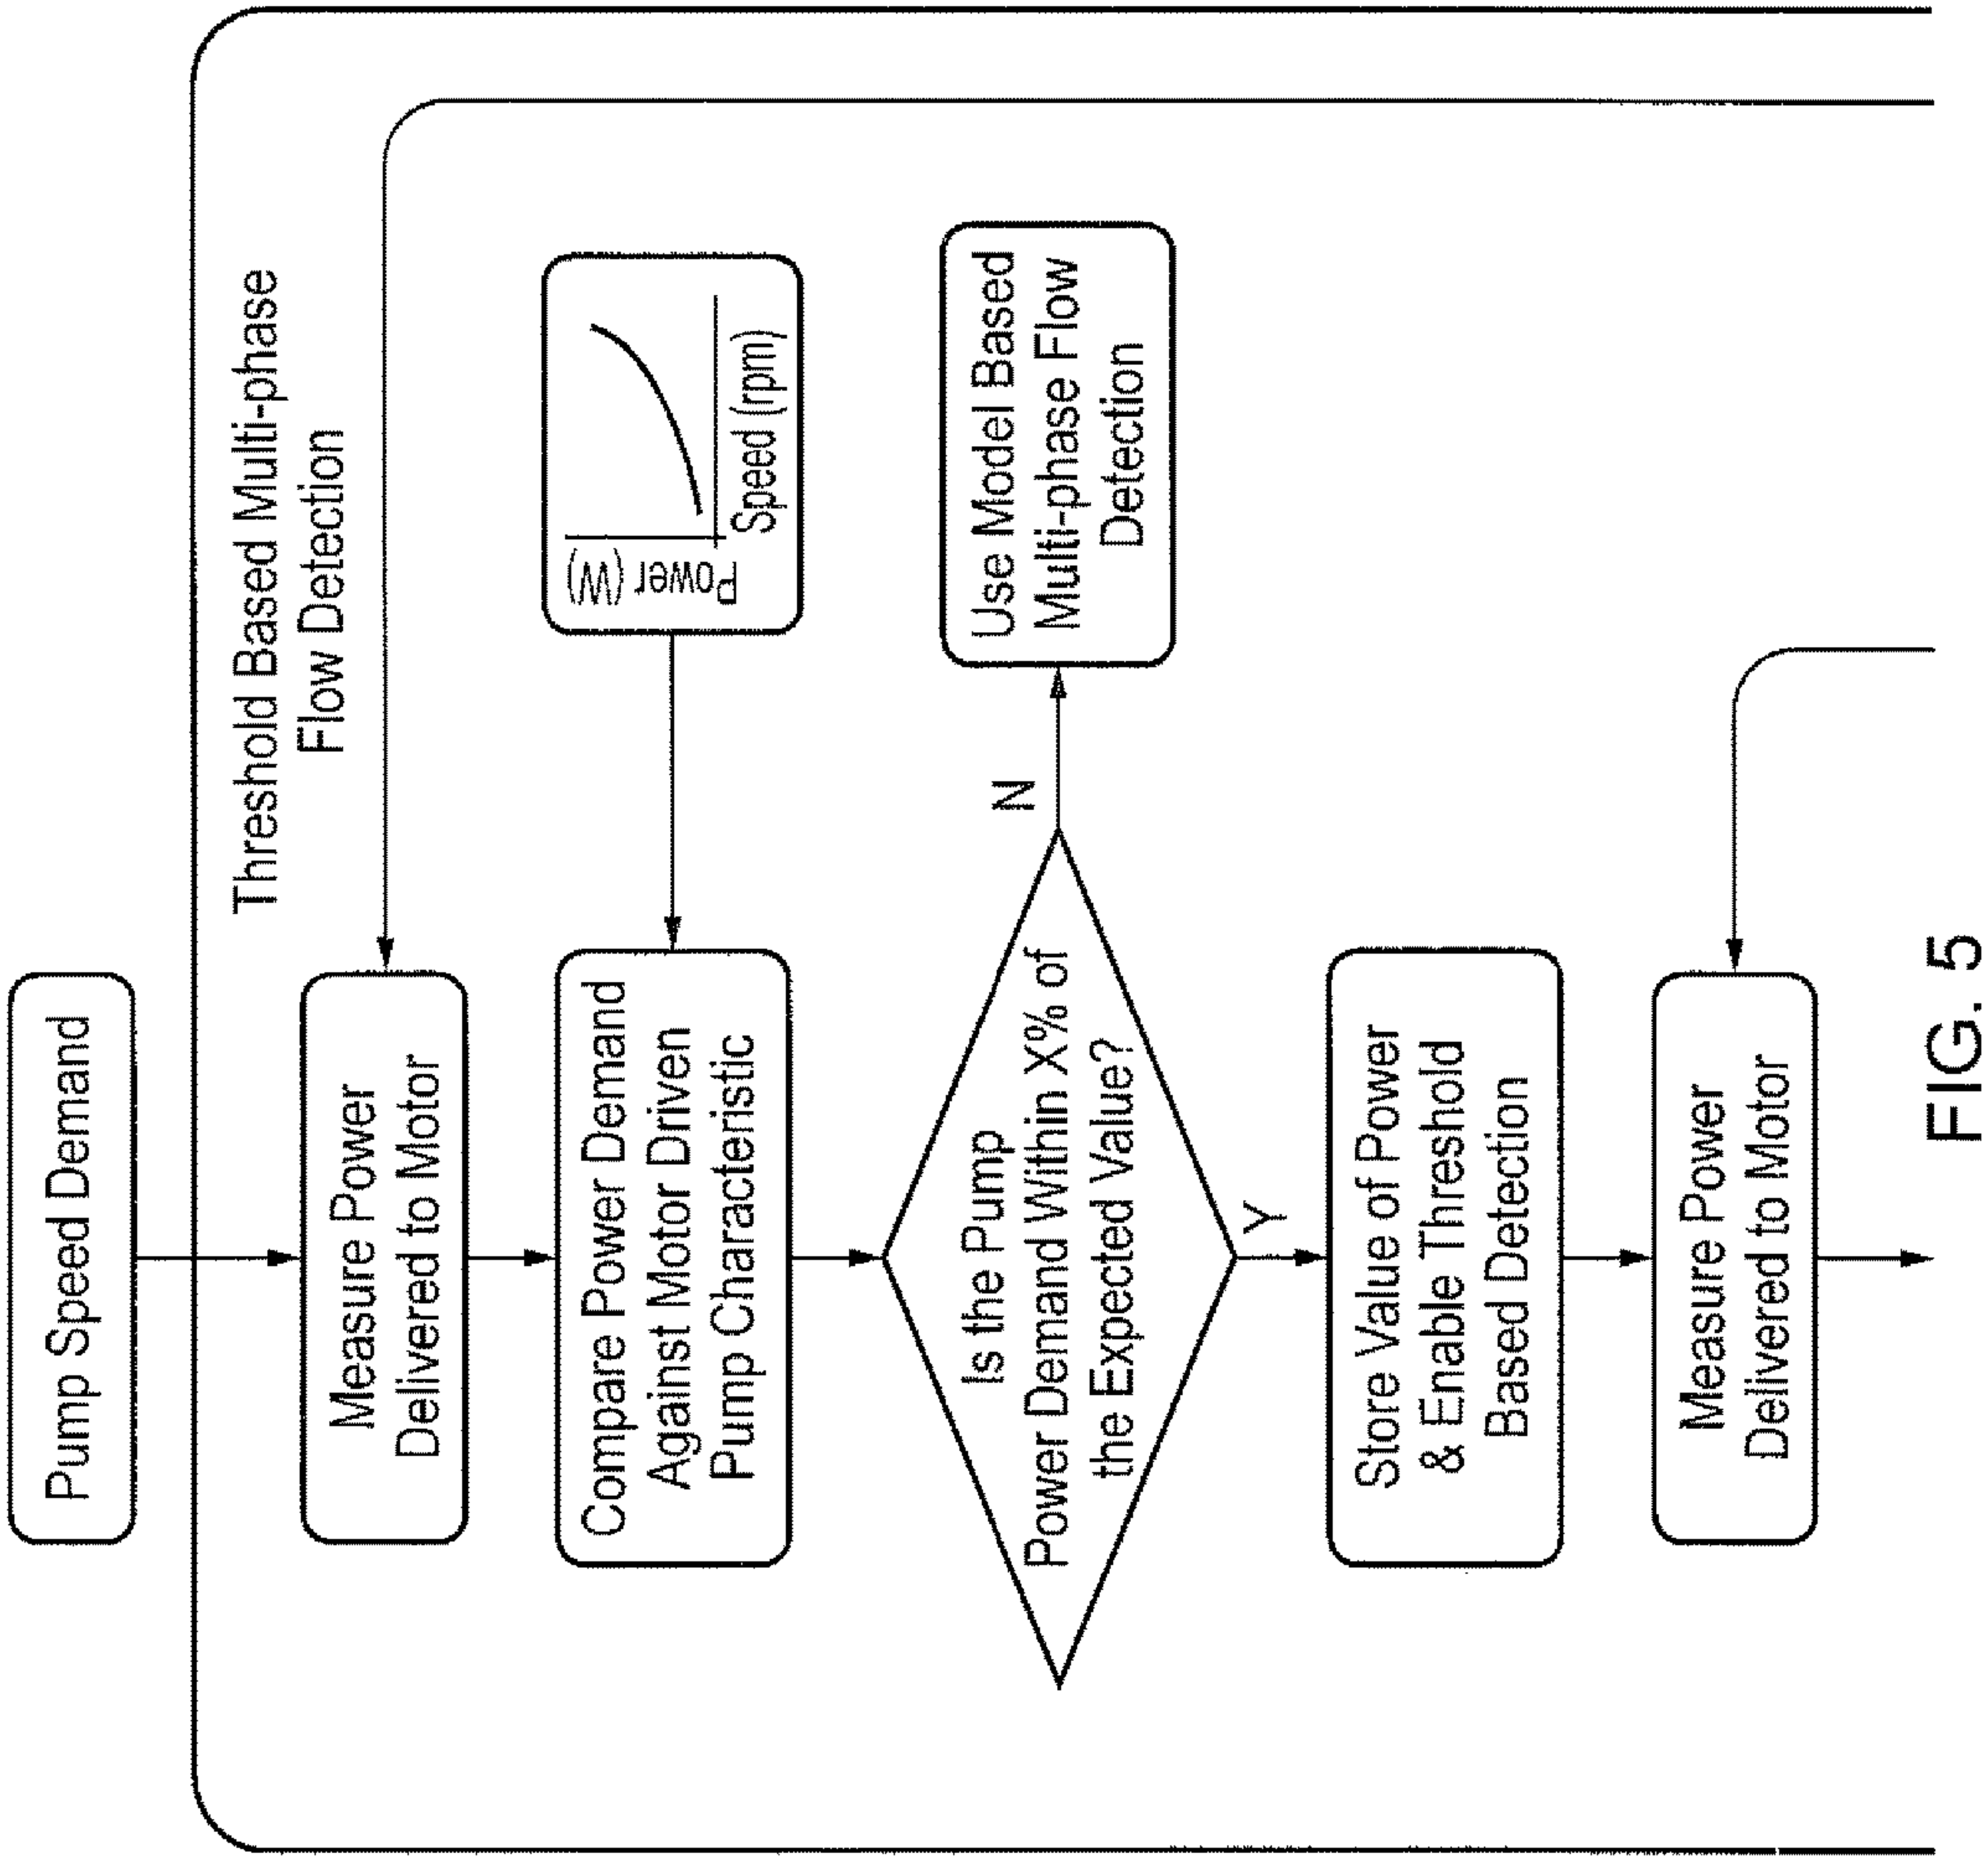 Pump Speed Demand
Threshold Based Multi-phase
Flow Detection
Measure Power
Delivered to Motor
Compare Power Demand
Against Motor Driven
Pump Characteristic
Power (W)
Speed (rpm)
Is the Pump
Power Demand Within X% of
the Expected Value?
N
Use Model Based
Multi-phase Flow
Detection
Y
Store Value of Power
& Enable Threshold
Based Detection
Measure Power
Delivered to Motor
FIG. 5